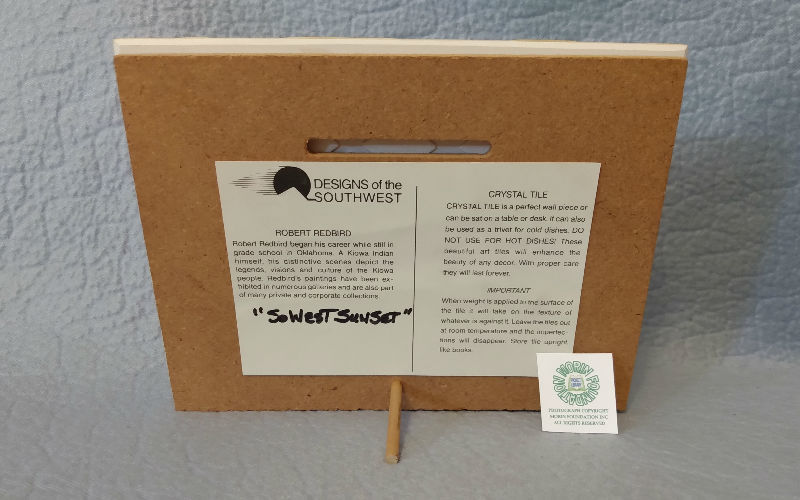 DESIGNS of the
SOUTHWEST
ROBERT REDBIRD
Robert Redbird began his career while still in
grade school in Oklahoma. A Kiowa Indian
himself, his distinctive scenes depict the
legends, visions and culture of the Kiowa
people. Redbird's paintings have been ex-
hibited in numerous galleries and are also part
of many private and corporate collections.
"SoWest Sunset"
CRYSTAL TILE
CRYSTAL TILE is a perfect wall piece or
can be sat on a table or desk. It can also
be used as a trivet for cold dishes. DO
NOT USE FOR HOT DISHES! These
beautiful art tiles will enhance the
beauty of any decor. With proper care
they will last forever.
IMPORTANT
When weight is applied to the surface of
the tile it will take on the texture of
whatever is against it. Leave the tiles out
at room temperature and the imperfec-
tions will disappear. Store tile upright
like books.
MORIN FOUNDATION
PHOTOGRAPH COPYRIGHT
MORIN FOUNDATION INC
ALL RIGHTS RESERVED